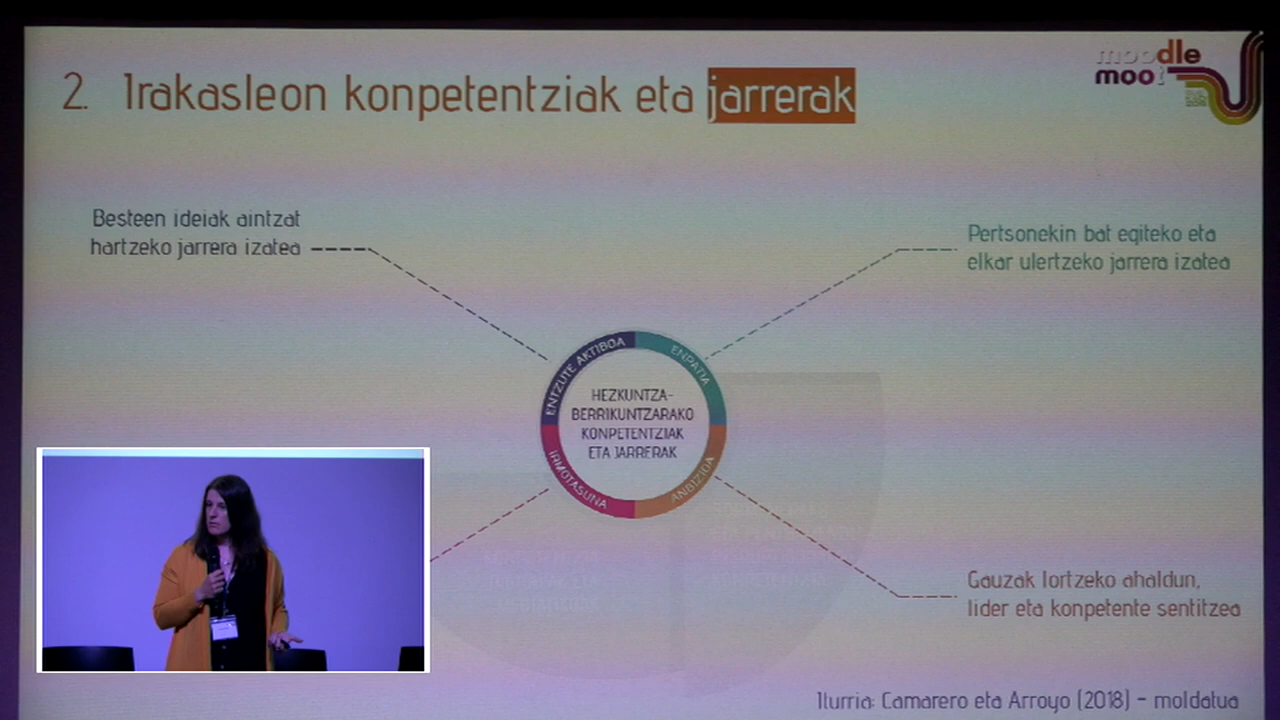 2. Irakasleon konpetentziak eta jarrerak
moodle
moot
Besteen ideiak aintzat
hartzeko jarrera izatea
Pertsonekin bat egiteko eta
elkar ulertzeko jarrera izatea
ENTZUTE AKTIBOA
ENPATIA
HEZKUNTZA-
BERRIKUNTZARAKO
KONPETENTZIAK
ETA JARRERAK
IRMOTASUNA
ANBIZIOA
Gauzak lortzeko ahaldun,
lider eta konpetente sentitzea
Iturria: Camarero eta Arroyo (2018) - moldatua